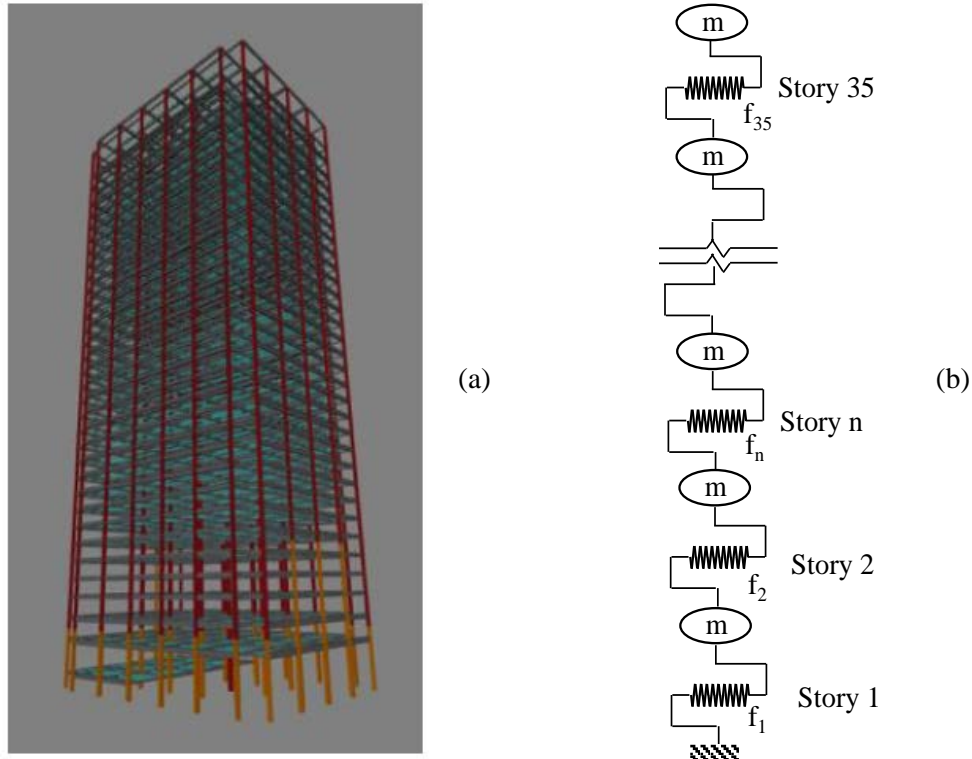 m
Story 35
f₃₅
m
(a)
(b)
m
Story n
fₙ
m
Story 2
f₂
m
Story 1
f₁